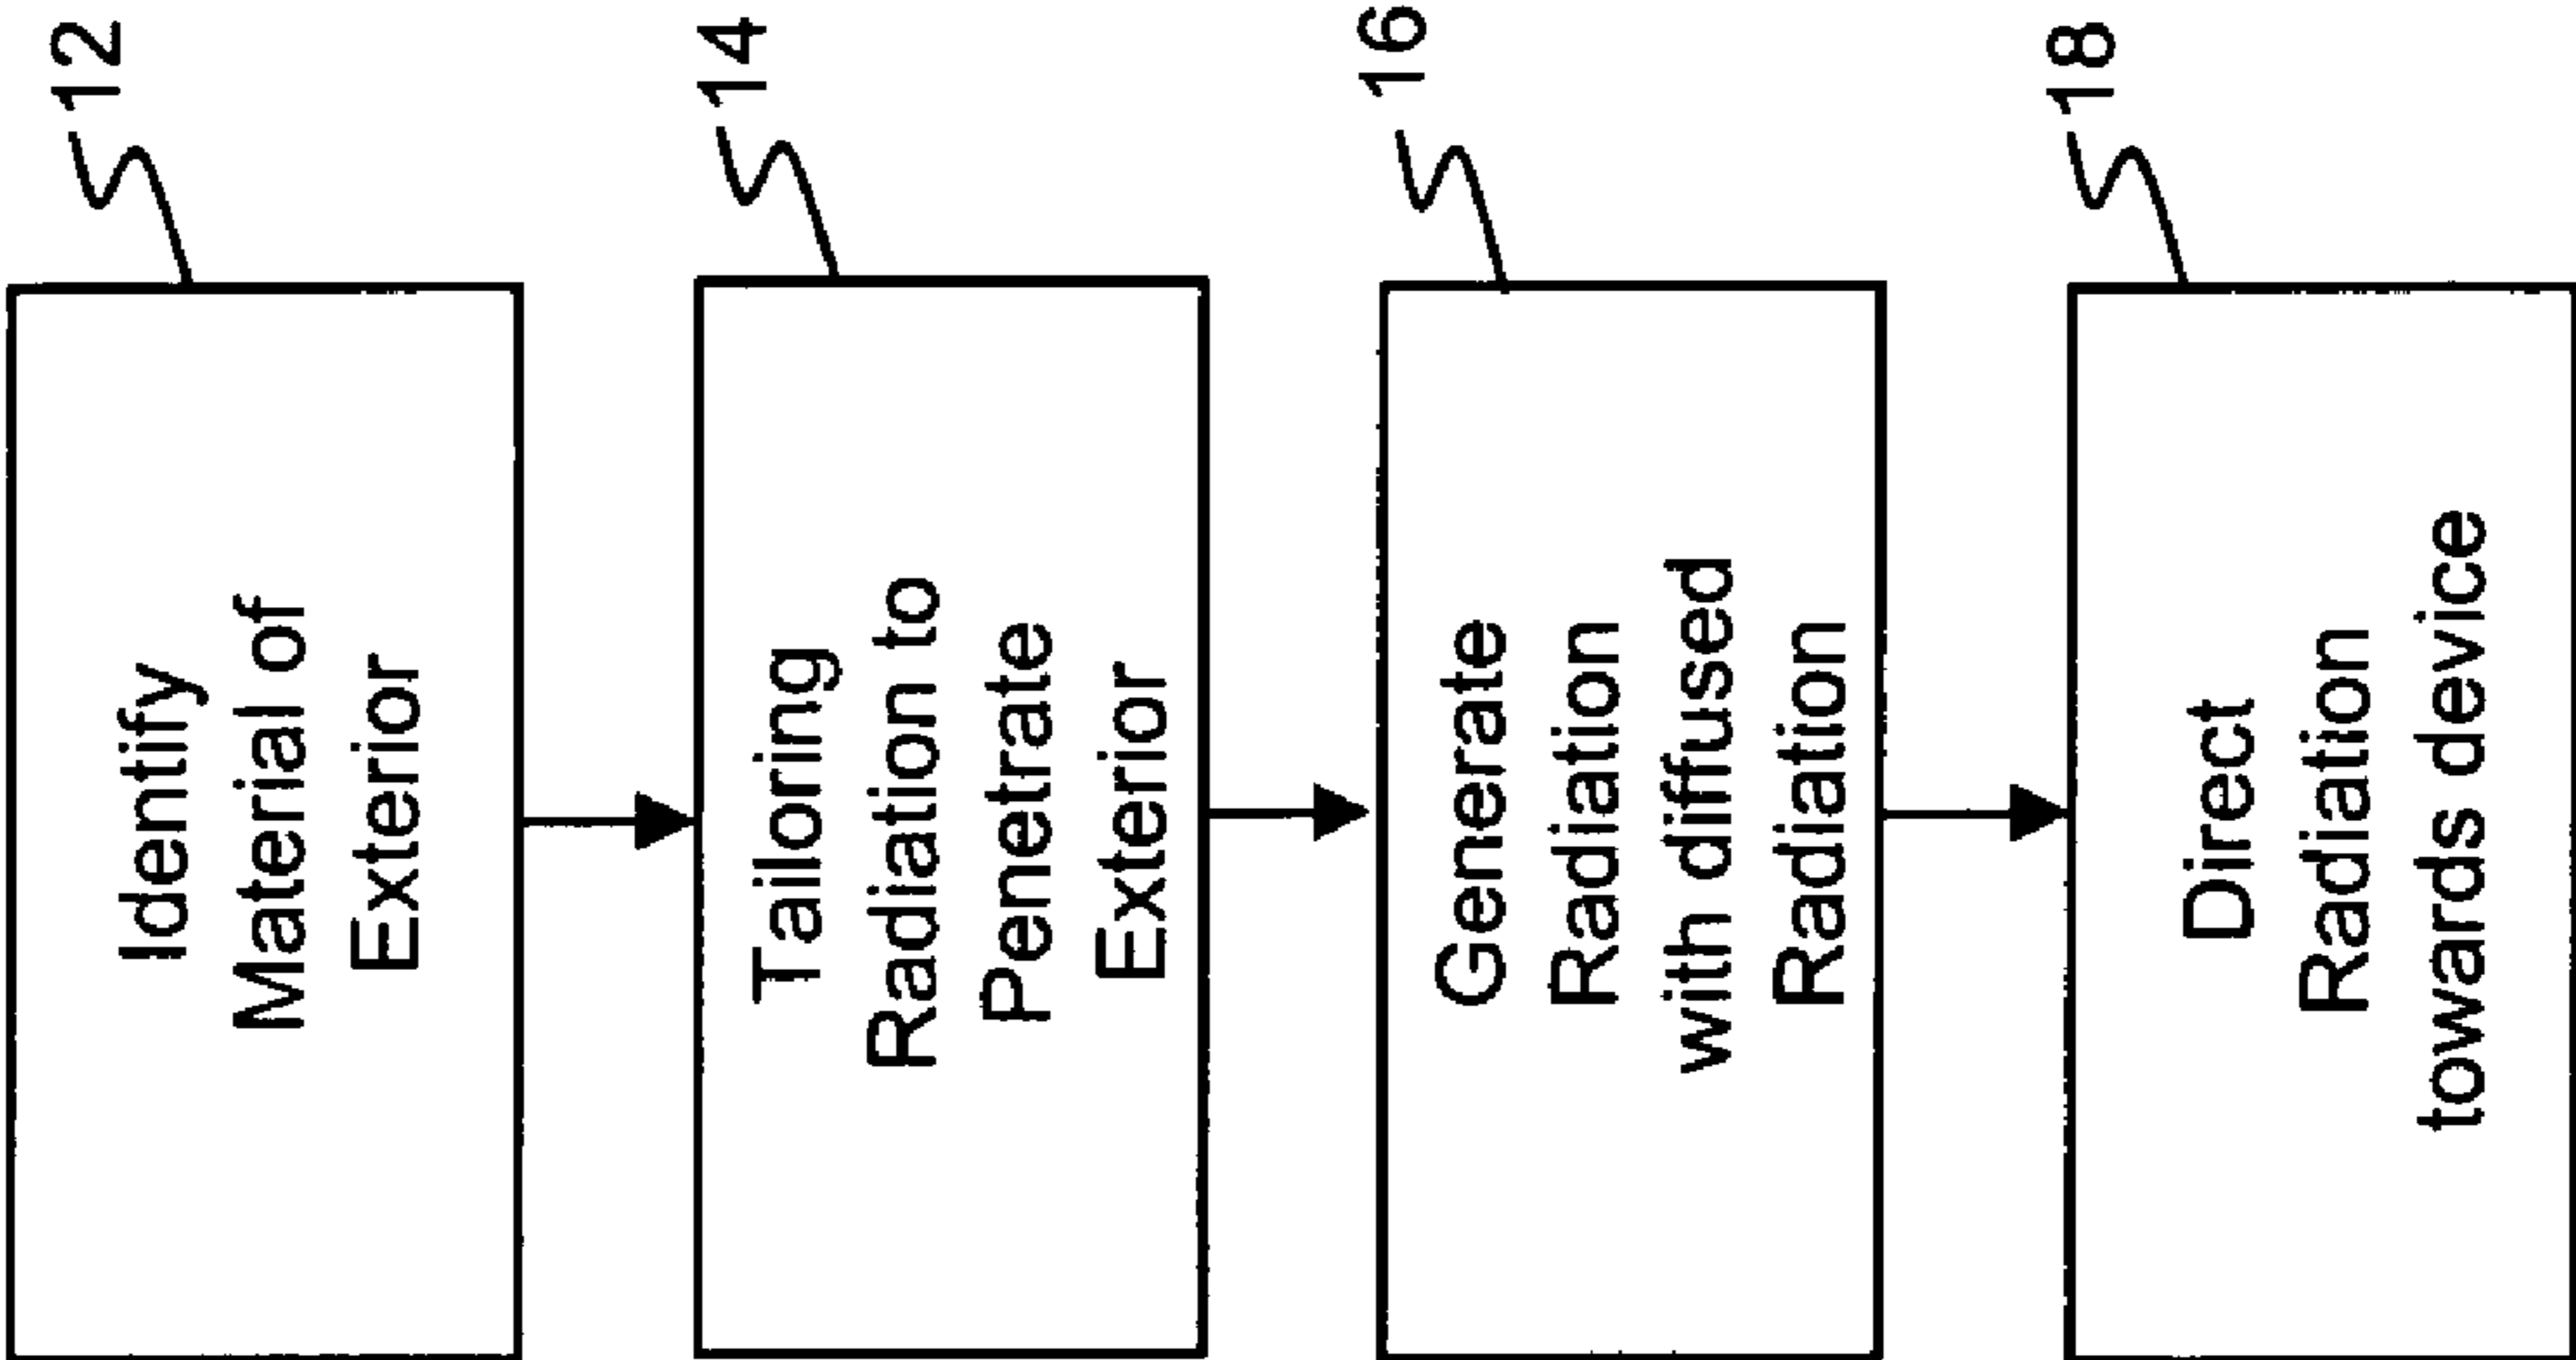 12
Identify
Material of
Exterior
14
Tailoring
Radiation to
Penetrate
Exterior
16
Generate
Radiation
with diffused
Radiation
18
Direct
Radiation
towards device